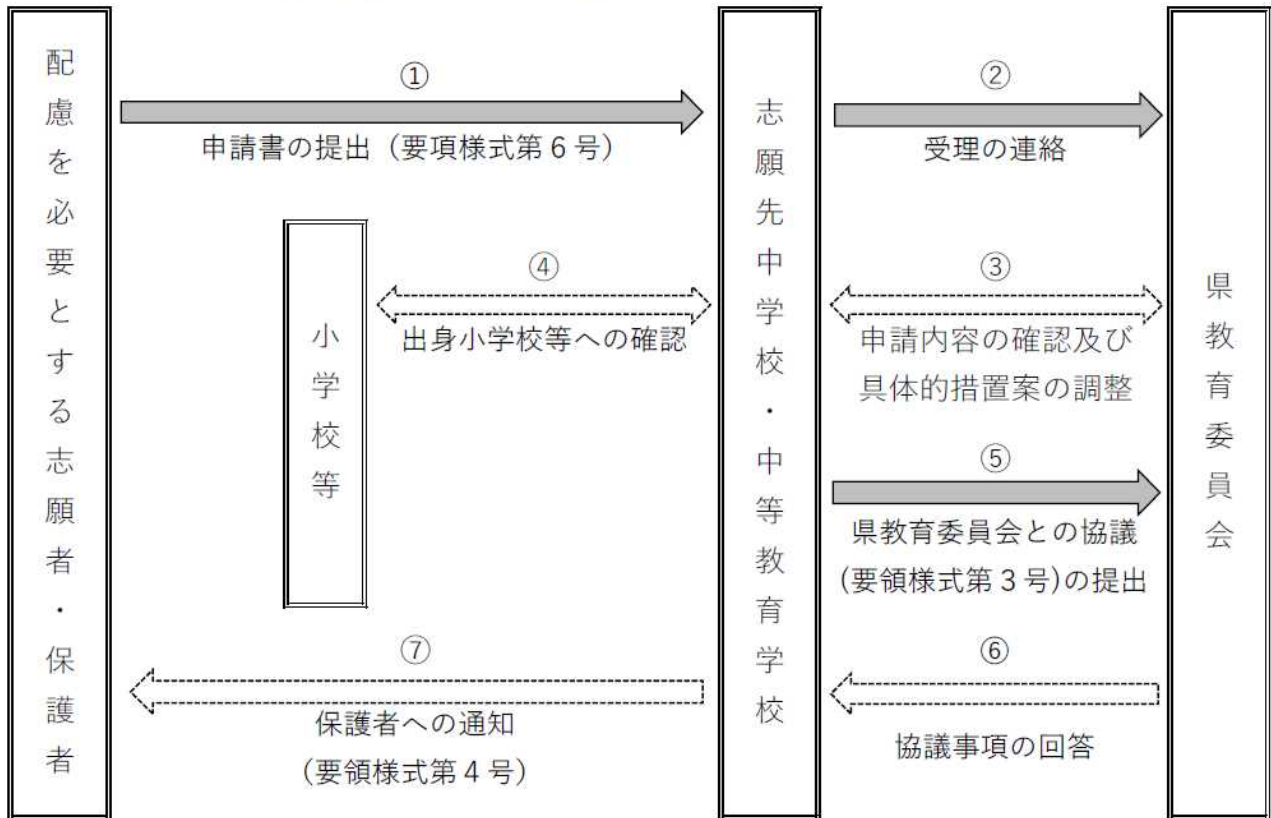 配慮を必要とする志願者・保護者
①
申請書の提出（要項様式第６号）
小学校等
④
出身小学校等への確認
⑦
保護者への通知
（要領様式第４号）
志願先中学校・中等教育学校
②
受理の連絡
③
申請内容の確認及び
具体的措置案の調整
⑤
県教育委員会との協議
(要領様式第３号)の提出
⑥
協議事項の回答
県教育委員会